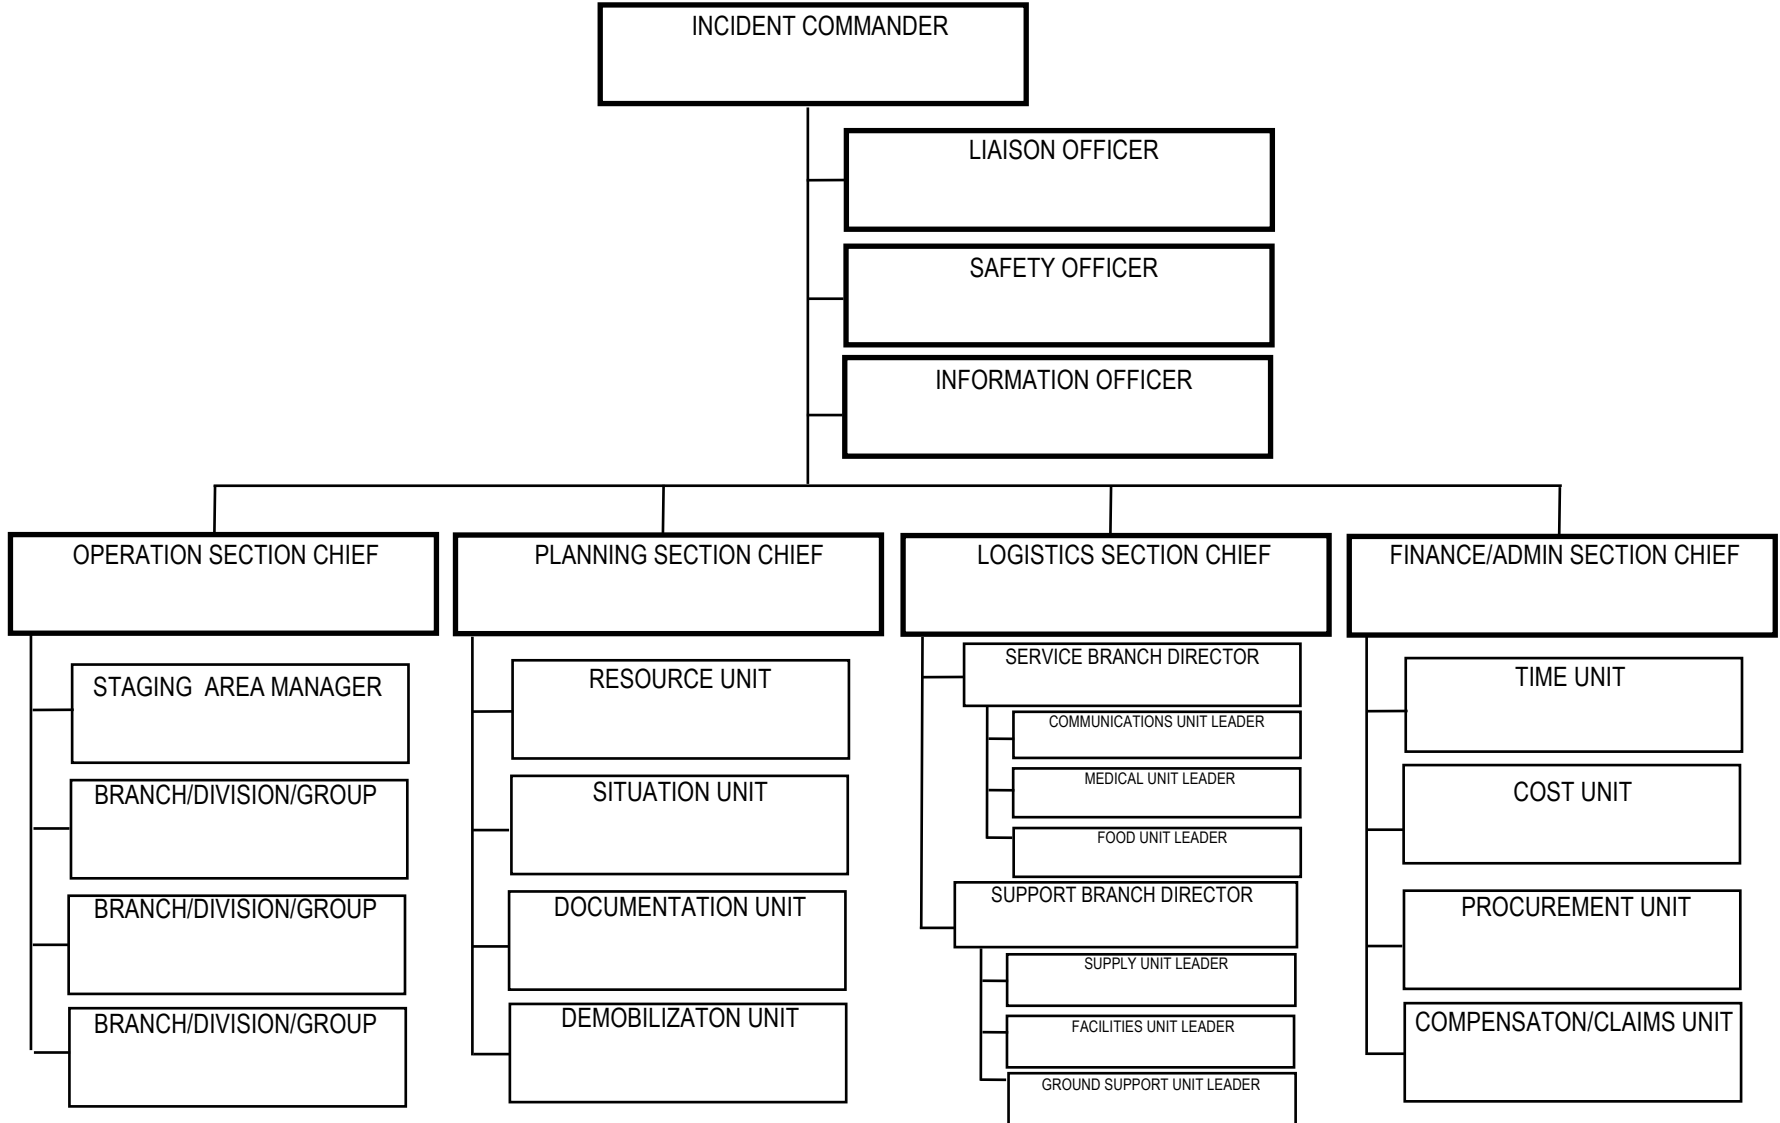 INCIDENT COMMANDER
LIAISON OFFICER
SAFETY OFFICER
INFORMATION OFFICER
OPERATION SECTION CHIEF
STAGING AREA MANAGER
BRANCH/DIVISION/GROUP
BRANCH/DIVISION/GROUP
BRANCH/DIVISION/GROUP
PLANNING SECTION CHIEF
RESOURCE UNIT
SITUATION UNIT
DOCUMENTATION UNIT
DEMOBILIZATON UNIT
LOGISTICS SECTION CHIEF
SERVICE BRANCH DIRECTOR
COMMUNICATIONS UNIT LEADER
MEDICAL UNIT LEADER
FOOD UNIT LEADER
SUPPORT BRANCH DIRECTOR
SUPPLY UNIT LEADER
FACILITIES UNIT LEADER
GROUND SUPPORT UNIT LEADER
FINANCE/ADMIN SECTION CHIEF
TIME UNIT
COST UNIT
PROCUREMENT UNIT
COMPENSATON/CLAIMS UNIT